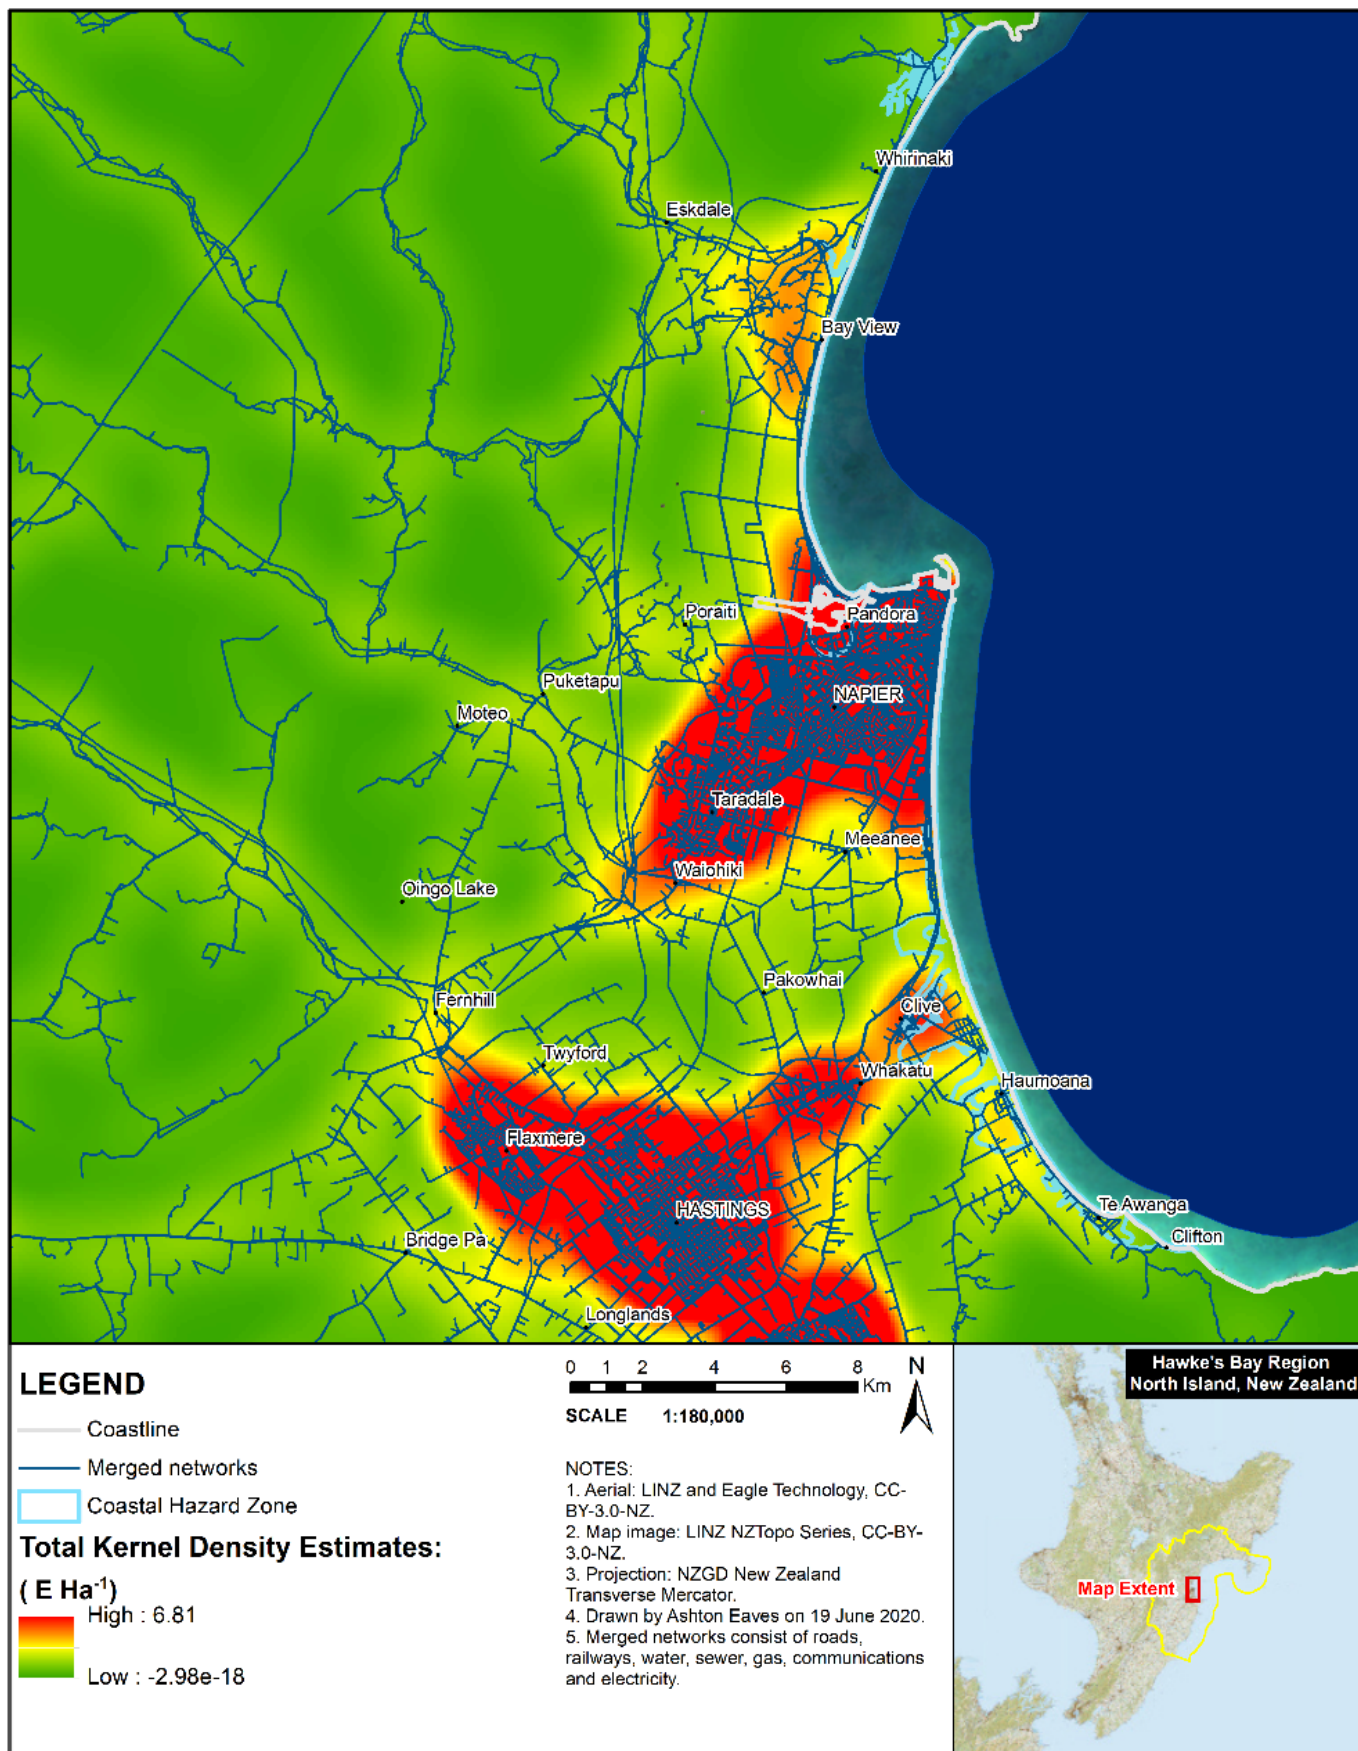 Whirinaki
Eskdale
Bay View
Poraiti
Pandora
Puketapu
NAPIER
Moteo
Taradale
Meeanee
Waiohiki
Oingo Lake
Pakowhai
Fernhill
Clive
Twyford
Whakatu
Haumoana
Flaxmere
Te Awanga
HASTINGS
Clifton
Bridge Pa
Longlands
LEGEND
Coastline
Merged networks
Coastal Hazard Zone
Total Kernel Density Estimates:
( E Ha⁻¹)
High : 6.81
Low : -2.98e-18
0 1 2 4 6 8
Km
SCALE 1:180,000
N
NOTES:
1. Aerial: LINZ and Eagle Technology, CC-
BY-3.0-NZ.
2. Map image: LINZ NZTopo Series, CC-BY-
3.0-NZ.
3. Projection: NZGD New Zealand
Transverse Mercator.
4. Drawn by Ashton Eaves on 19 June 2020.
5. Merged networks consist of roads,
railways, water, sewer, gas, communications
and electricity.
Hawke's Bay Region
North Island, New Zealand
Map Extent